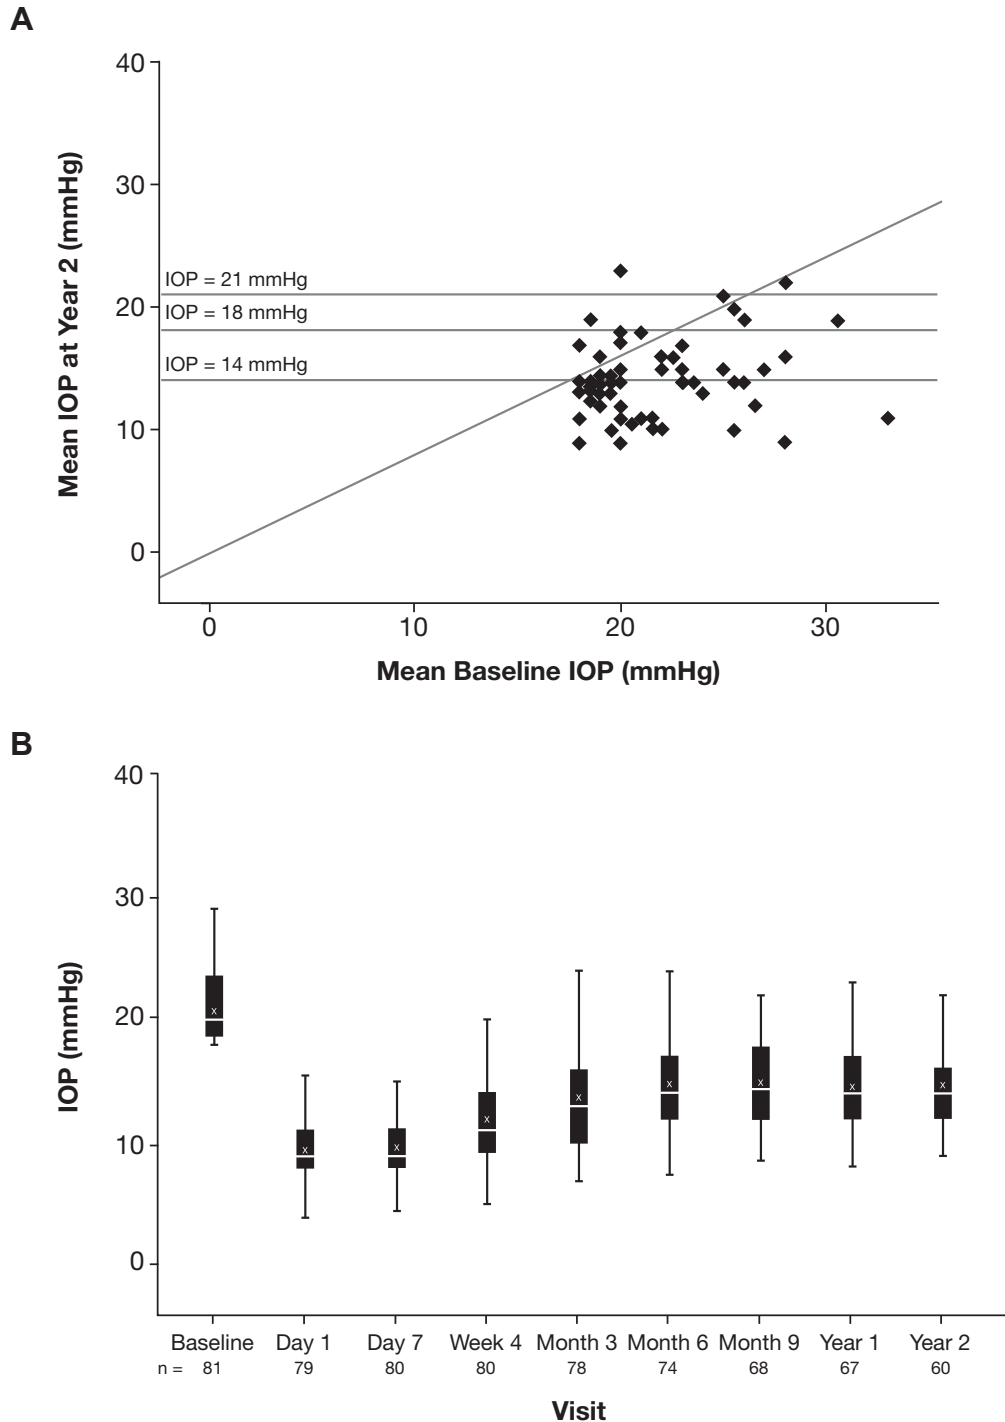 A
40
30
20
10
0
Mean IOP at Year 2 (mmHg)
IOP = 21 mmHg
IOP = 18 mmHg
IOP = 14 mmHg
0 10 20 30
Mean Baseline IOP (mmHg)
B
40
30
20
10
0
IOP (mmHg)
x x x x x x x x x
Baseline Day 1 Day 7 Week 4 Month 3 Month 6 Month 9 Year 1 Year 2
n = 81 79 80 80 78 74 68 67 60
Visit